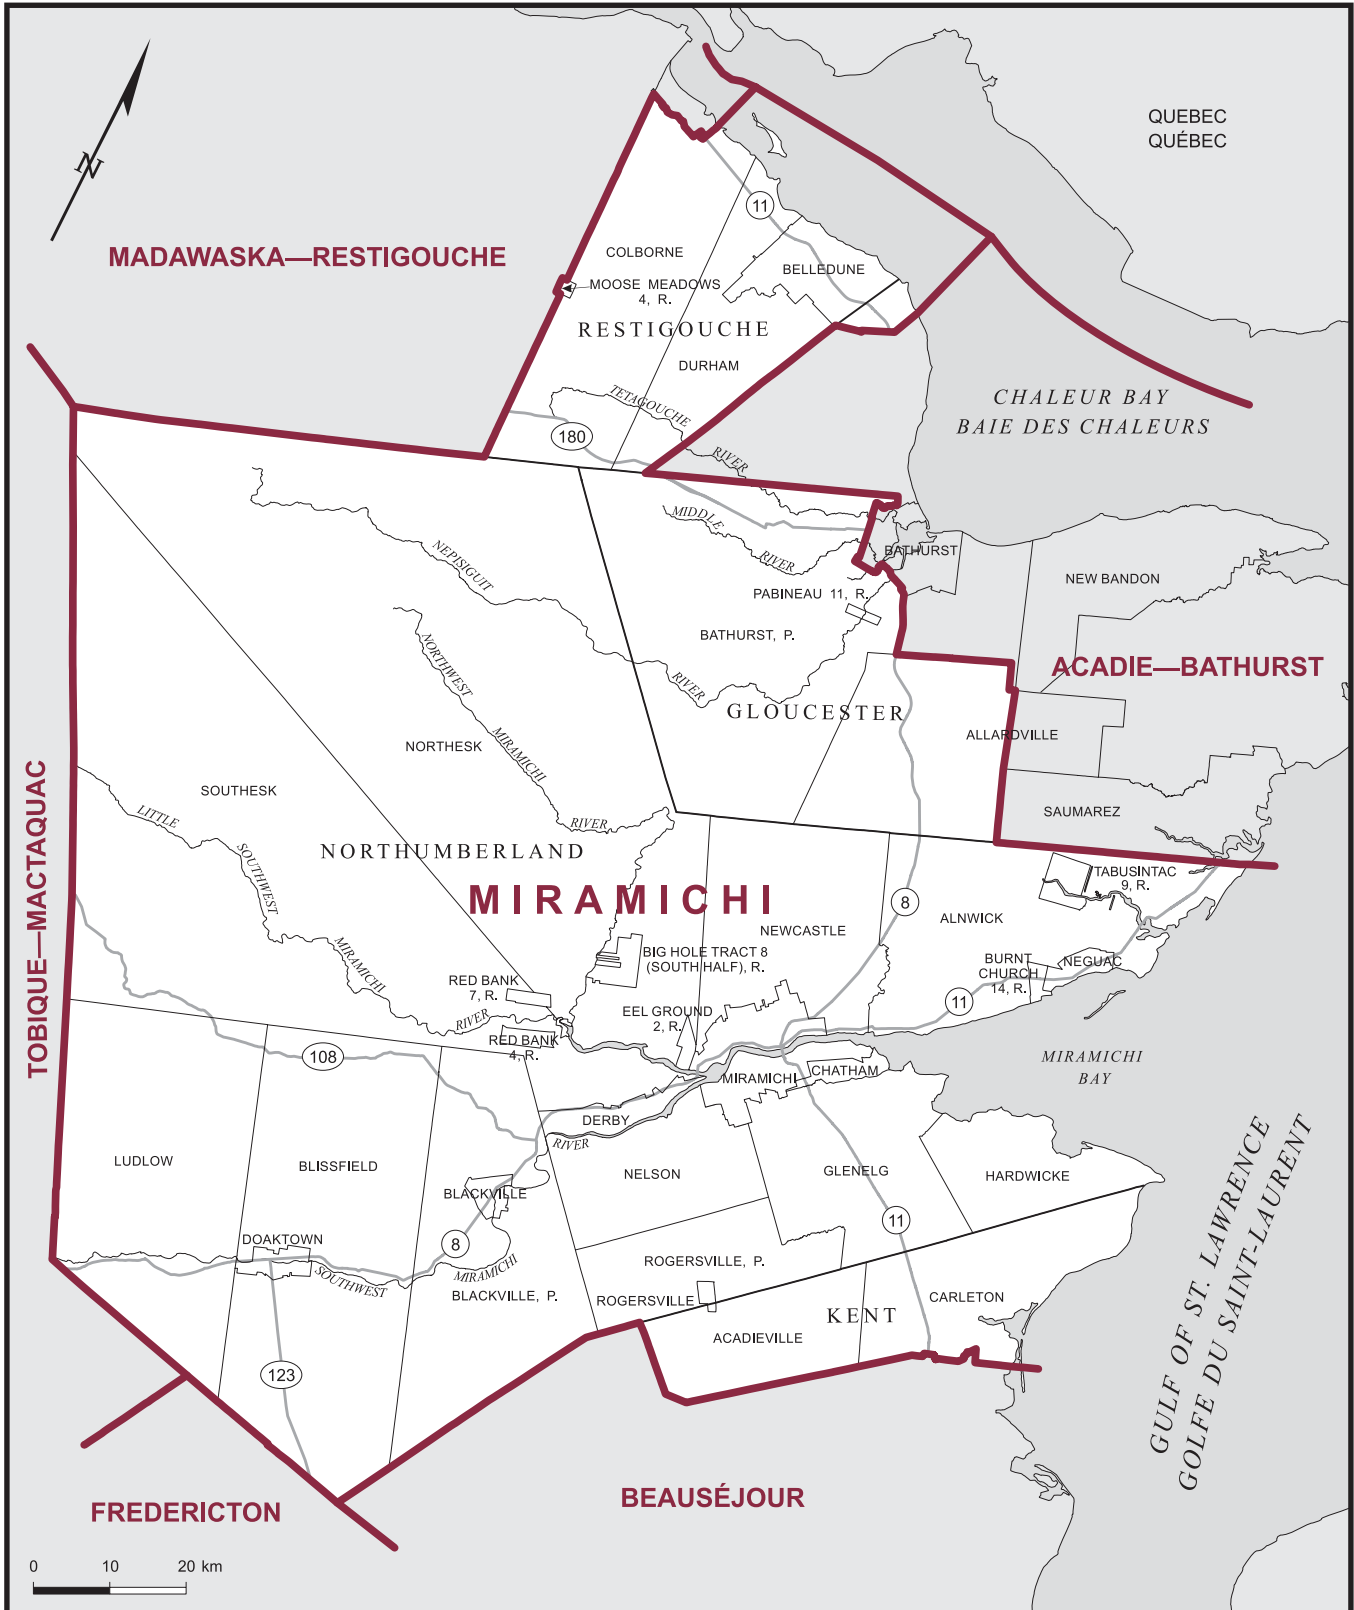 QUEBEC
QUÉBEC
N
MADAWASKA—RESTIGOUCHE
11
COLBORNE
BELLEDUNE
MOOSE MEADOWS
4, R.
RESTIGOUCHE
DURHAM
CHALEUR BAY
BAIE DES CHALEURS
TETAGOUCHE
RIVER
180
MIDDLE
RIVER
BATHURST
NEPISIGUIT
RIVER
NEW BANDON
PABINEAU 11, R.
BATHURST, P.
ACADIE—BATHURST
NORTHWEST
MIRAMICHI
RIVER
GLOUCESTER
ALLARDVILLE
NORTHESK
SOUTHESK
SAUMAREZ
TOBIQUE—MACTAQUAC
LITTLE
SOUTHWEST
MIRAMICHI
RIVER
NORTHUMBERLAND
MIRAMICHI
TABUSINTAC
9, R.
8
ALNWICK
NEWCASTLE
BIG HOLE TRACT 8
(SOUTH HALF), R.
BURNT
CHURCH
14, R.
NEGUAC
RED BANK
7, R.
11
EEL GROUND
2, R.
RED BANK
4, R.
108
MIRAMICHI
BAY
MIRAMICHI
CHATHAM
DERBY
RIVER
LUDLOW
BLISSFIELD
NELSON
GLENELG
HARDWICKE
BLACKVILLE
11
DOAKTOWN
8
SOUTHWEST
MIRAMICHI
ROGERSVILLE, P.
BLACKVILLE, P.
ROGERSVILLE
CARLETON
KENT
ACADIEVILLE
GULF OF ST. LAWRENCE
GOLFE DU SAINT-LAURENT
123
BEAUSÉJOUR
FREDERICTON
0 10 20 km